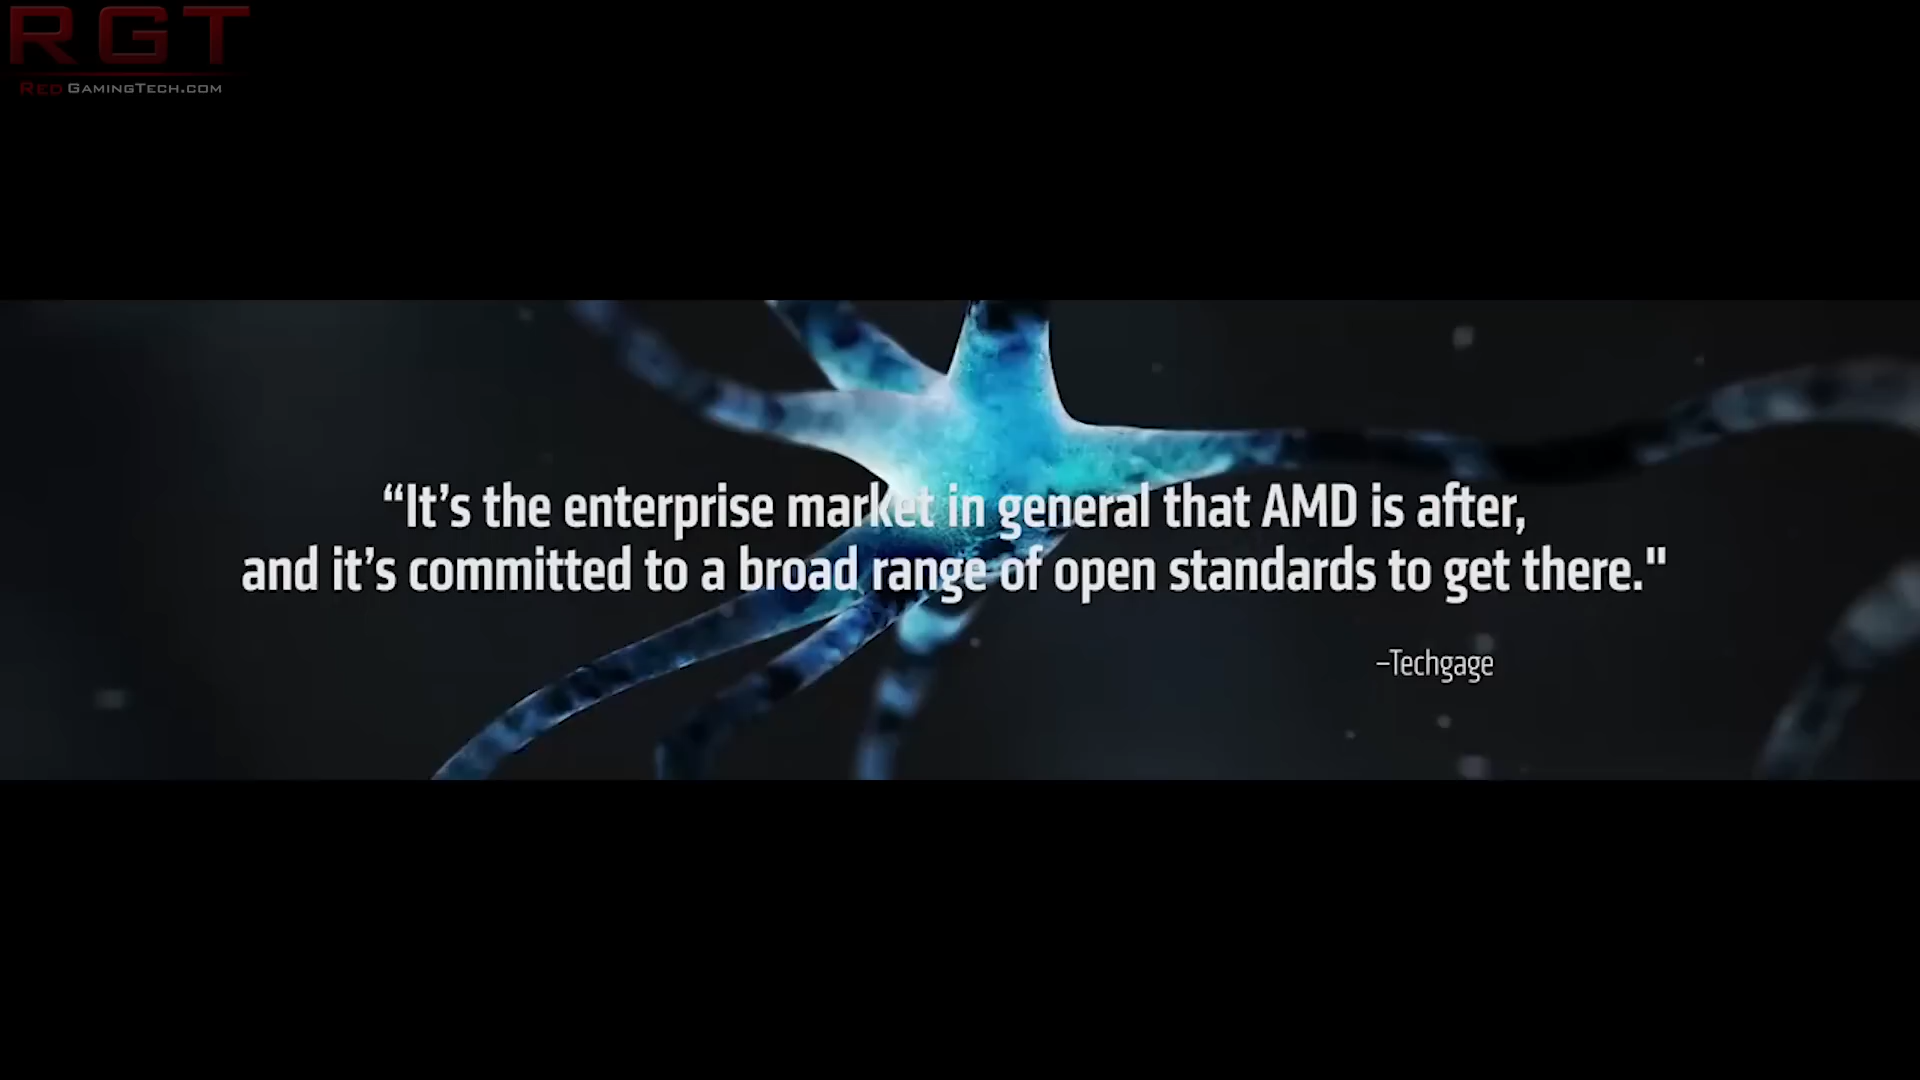 RGT
RedGamingTech.com
“It’s the enterprise market in general that AMD is after,
and it’s committed to a broad range of open standards to get there."
–Techgage